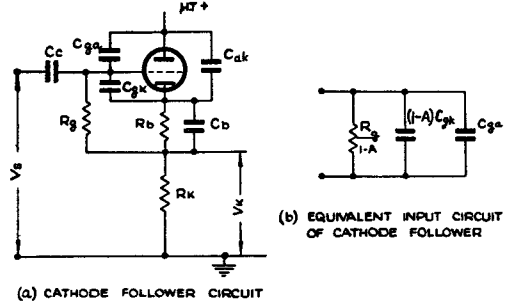 HT+
Cga
Cc
Cak
Cgk
Rg
Rb
Cb
Vs
Rk
Vk
(a) CATHODE FOLLOWER CIRCUIT
Rg
1-A
(1-A) Cgk
Cga
(b) EQUIVALENT INPUT CIRCUIT
OF CATHODE FOLLOWER